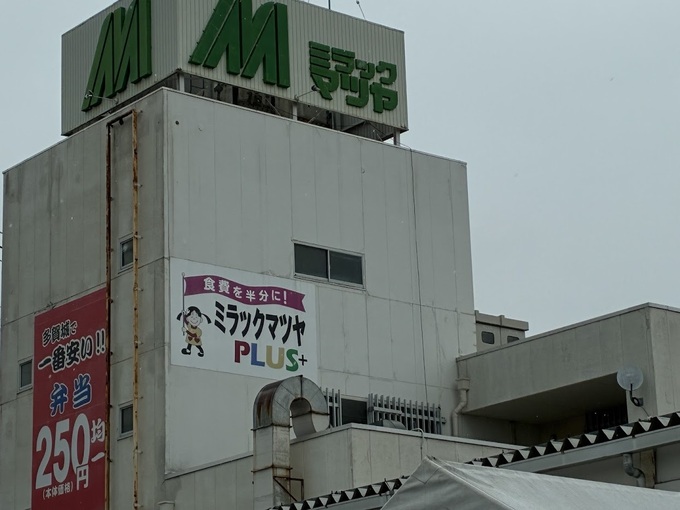 ミラック
マツヤ
食費を半分に!
ミラックマツヤ
PLUS+
多賀城で
一番安い!!
弁当
250円均一
(本体価格)